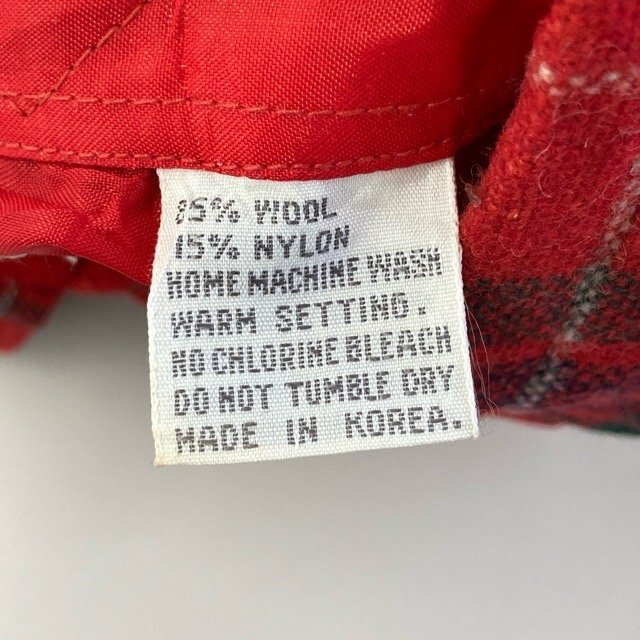 85% WOOL
15% NYLON
HOME MACHINE WASH
WARM SETTING.
NO CHLORINE BLEACH
DO NOT TUMBLE DRY
MADE IN KOREA.